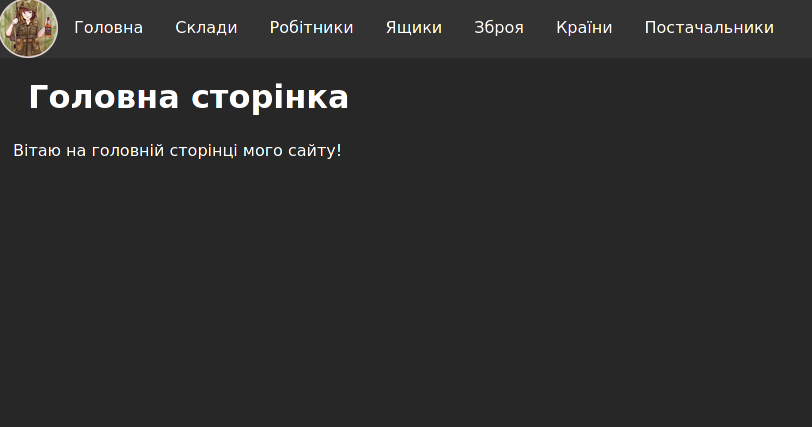 Головна Склади Робітники Ящики Зброя Країни Постачальники
Головна сторінка
Вітаю на головній сторінці мого сайту!